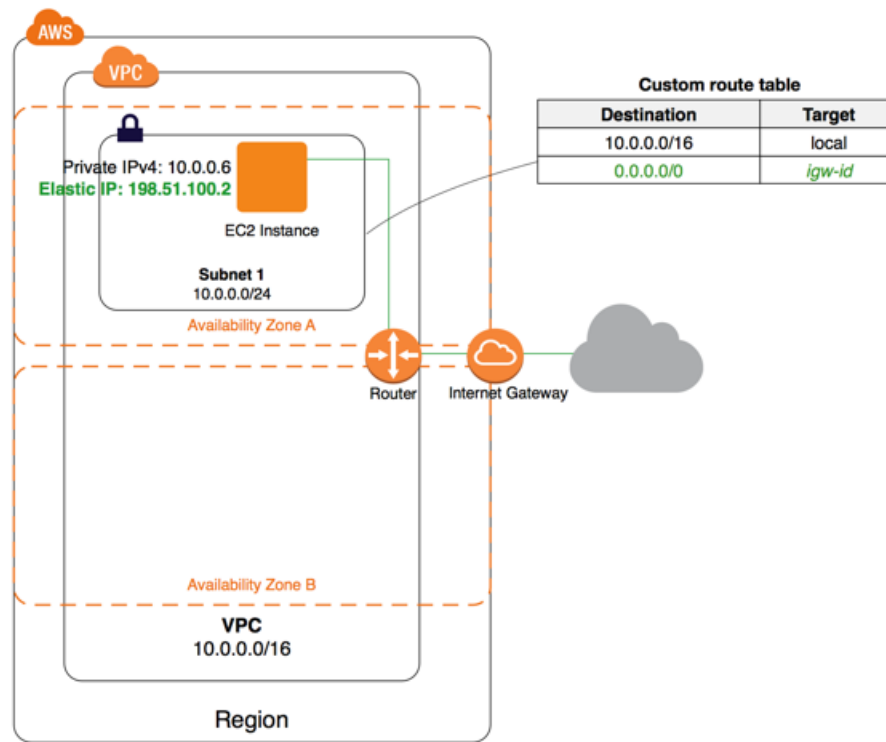 AWS
VPC
Custom route table
Destination Target
10.0.0.0/16 local
0.0.0.0/0 igw-id
Private IPv4: 10.0.0.6
Elastic IP: 198.51.100.2
EC2 Instance
Subnet 1
10.0.0.0/24
Availability Zone A
Router
Internet Gateway
Availability Zone B
VPC
10.0.0.0/16
Region